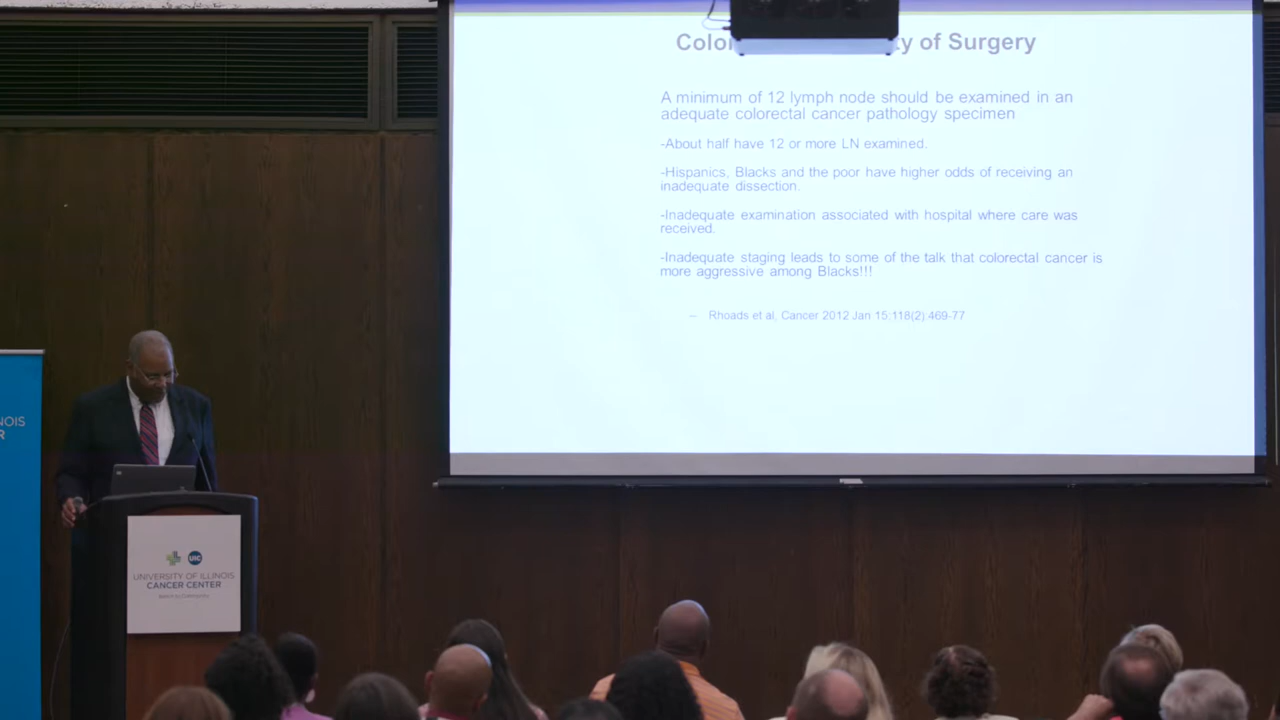 ty of Surgery
A minimum of 12 lymph node should be examined in an
adequate colorectal cancer pathology specimen
-About half have 12 or more LN examined.
-Hispanics, Blacks and the poor have higher odds of receiving an
inadequate dissection.
-Inadequate examination associated with hospital where care was
received.
-Inadequate staging leads to some of the talk that colorectal cancer is
more aggressive among Blacks!!!
– Rhoads et al, Cancer 2012 Jan 15:118(2) 469-77
NOIS
R
UIC
UNIVERSITY OF ILLINOIS
CANCER CENTER